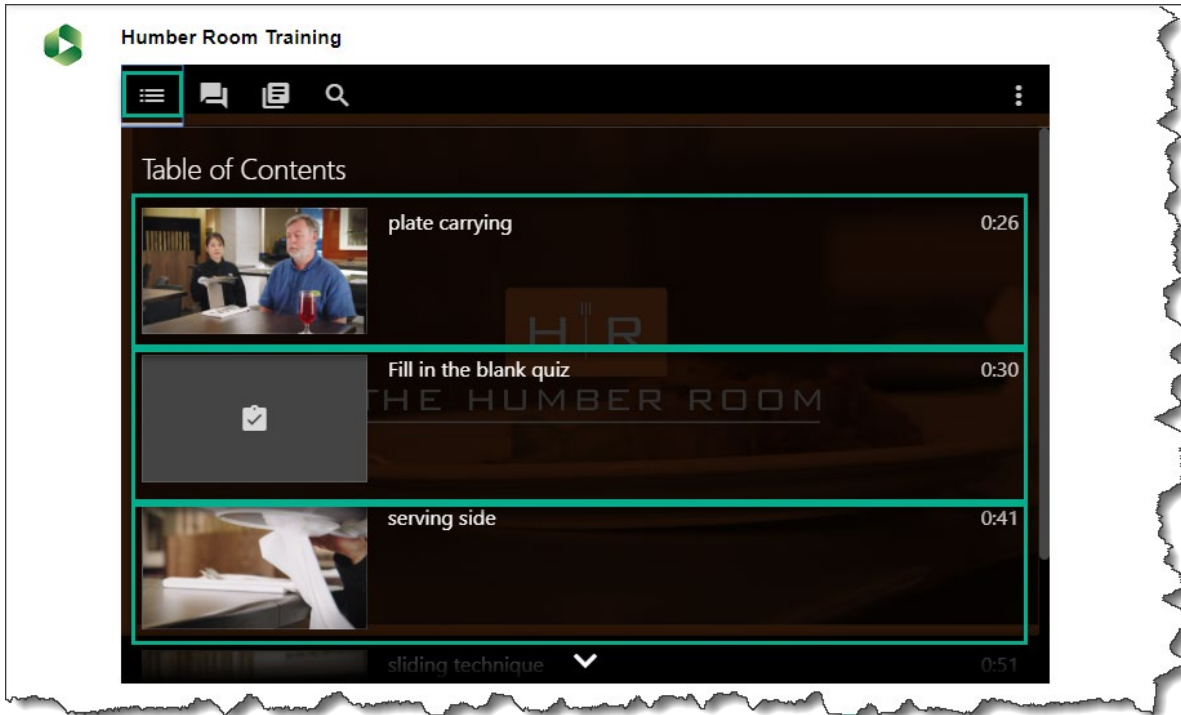 Humber Room Training
Table of Contents
plate carrying 0:26
H R
Fill in the blank quiz 0:30
THE HUMBER ROOM
serving side 0:41
sliding technique 0:51